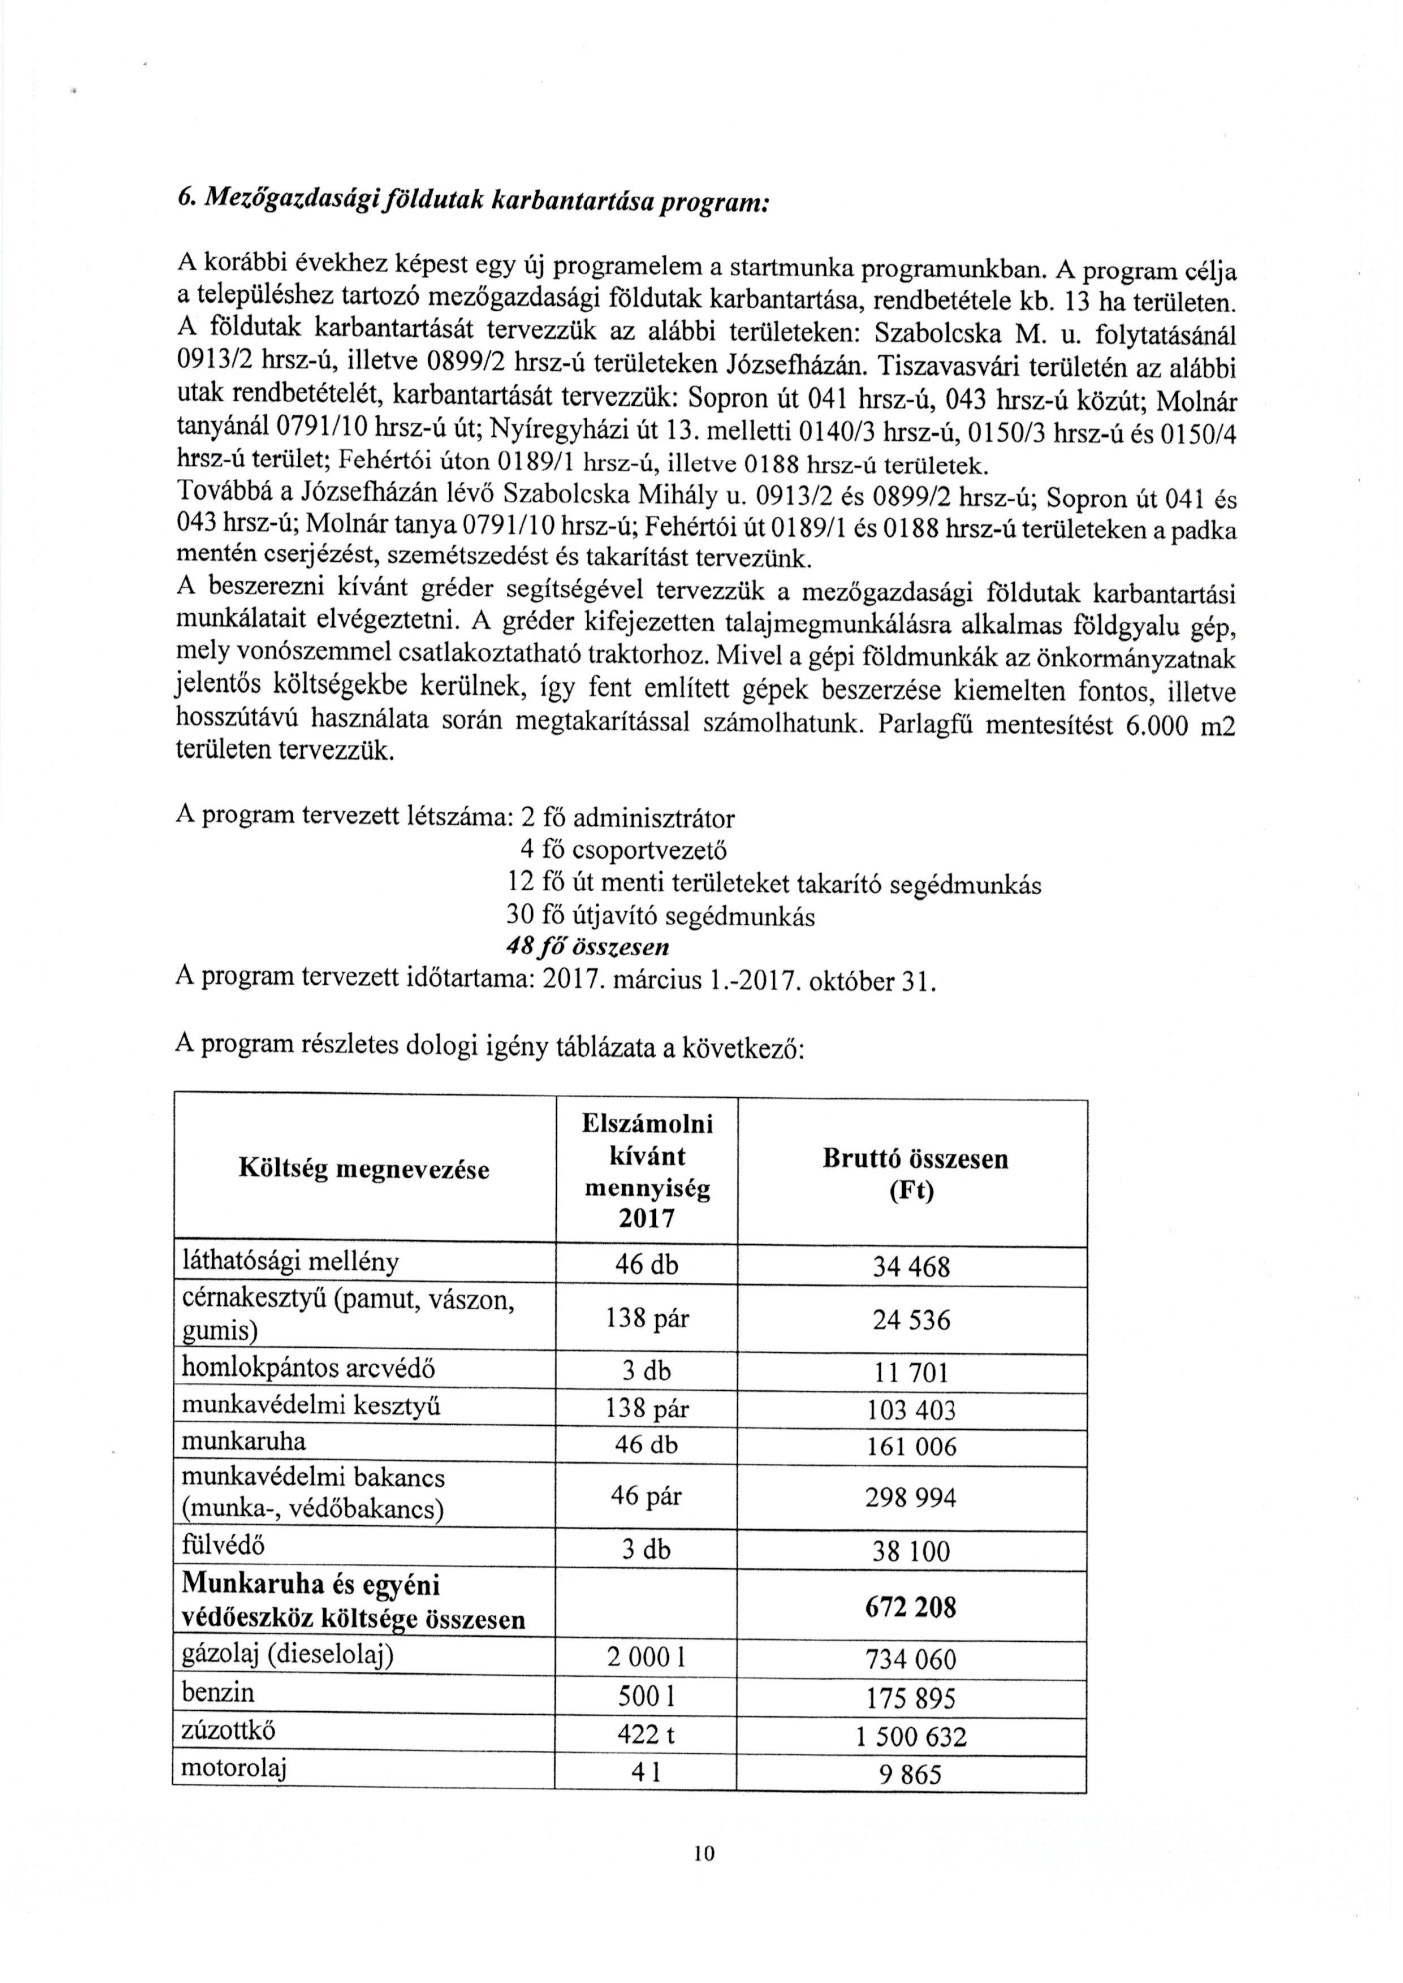 6. Mezőgazdasági földutak karbantartása program:
A korábbi évekhez képest egy új programelem a startmunka programunkban. A program célja
a településhez tartozó mezőgazdasági földutak karbantartása, rendbetétele kb. 13 ha területen.
A földutak karbantartását tervezzük az alábbi területeken: Szabolcska M. u. folytatásánál
0913/2 hrsz-ú, illetve 0899/2 hrsz-ú területeken Józsefházán. Tiszavasvári területén az alábbi
utak rendbetételét, karbantartását tervezzük: Sopron út 041 hrsz-ú, 043 hrsz-ú közút; Molnár
tanyánál 0791/10 hrsz-ú út; Nyíregyházi út 13. melletti 0140/3 hrsz-ú, 0150/3 hrsz-ú és 0150/4
hrsz-ú terület; Fehértói úton 0189/1 hrsz-ú, illetve 0188 hrsz-ú területek.
Továbbá a Józsefházán lévő Szabolcska Mihály u. 0913/2 és 0899/2 hrsz-ú; Sopron út 041 és
043 hrsz-ú; Molnár tanya 0791/10 hrsz-ú; Fehértói út 0189/1 és 0188 hrsz-ú területeken a padka
mentén cserjézést, szemétszedést és takarítást tervezünk.
A beszerezni kívánt gréder segítségével tervezzük a mezőgazdasági földutak karbantartási
munkálatait elvégeztetni. A gréder kifejezetten talajmegmunkálásra alkalmas földgyalu gép,
mely vonószemmel csatlakoztatható traktorhoz. Mivel a gépi földmunkák az önkormányzatnak
jelentős költségekbe kerülnek, így fent említett gépek beszerzése kiemelten fontos, illetve
hosszútávú használata során megtakarítással számolhatunk. Parlagfű mentesítést 6.000 m2
területen tervezzük.
A program tervezett létszáma: 2 fő adminisztrátor
4 fő csoportvezető
12 fő út menti területeket takarító segédmunkás
30 fő útjavító segédmunkás
48 fő összesen
A program tervezett időtartama: 2017. március 1.-2017. október 31.
A program részletes dologi igény táblázata a következő:
Költség megnevezése
Elszámolni
kívánt
mennyiség
2017
Bruttó összesen
(Ft)
láthatósági mellény 46 db 34 468
cérnakesztyű (pamut, vászon,
gumis) 138 pár 24 536
homlokpántos arcvédő 3 db 11 701
munkavédelmi kesztyű 138 pár 103 403
munkaruha 46 db 161 006
munkavédelmi bakancs
(munka-, védőbakancs) 46 pár 298 994
fülvédő 3 db 38 100
Munkaruha és egyéni
védőeszköz költsége összesen 672 208
gázolaj (dieselolaj) 2 000 l 734 060
benzin 500 l 175 895
zúzottkő 422 t 1 500 632
motorolaj 4 l 9 865
10